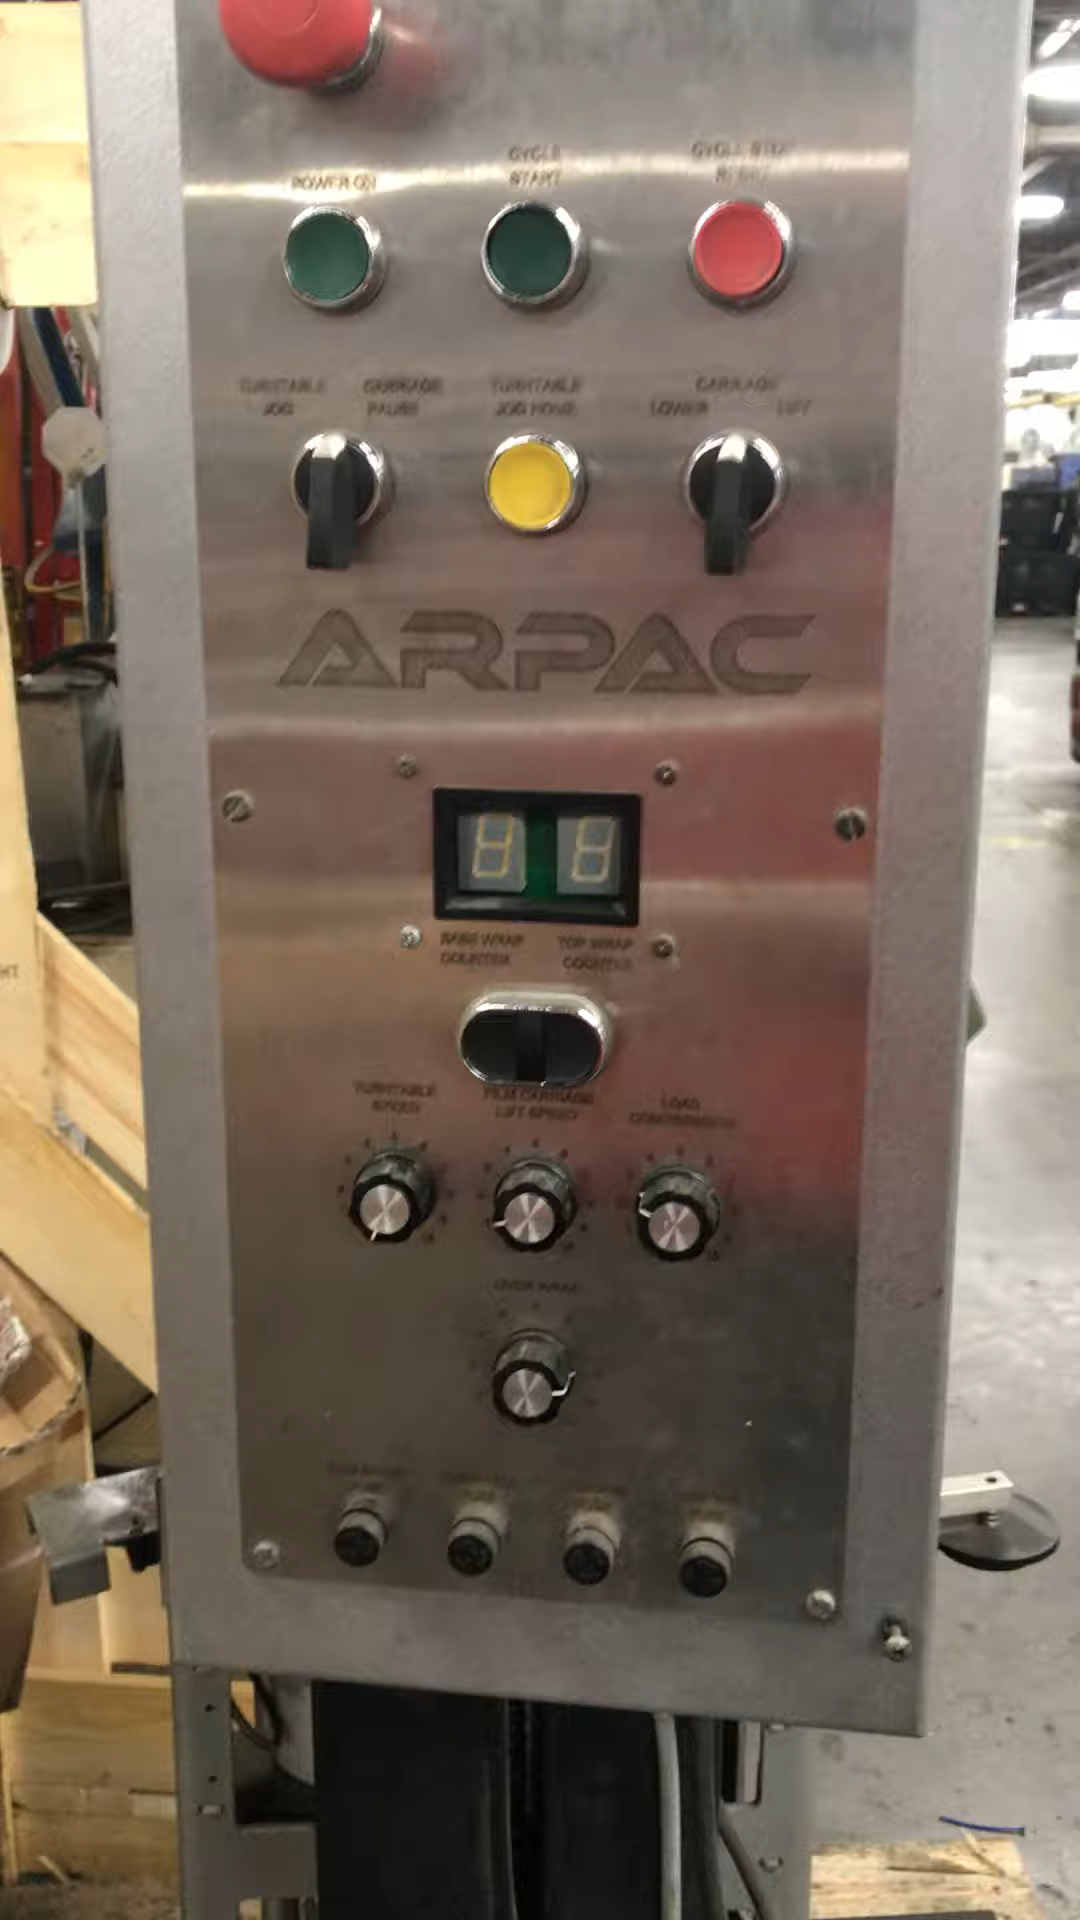 POWER ON
CYCLE
START
CYCLE STOP
RESET
TURNTABLE
JOG
CARRIAGE
PAUSE
TURNTABLE
JOG HOME
CARRIAGE
LOWER LIFT
ARPAC
BASE WRAP
COUNTER
TOP WRAP
COUNTER
TURNTABLE
SPEED
FILM CARRIAGE
LIFT SPEED
LOAD
OVER WRAP